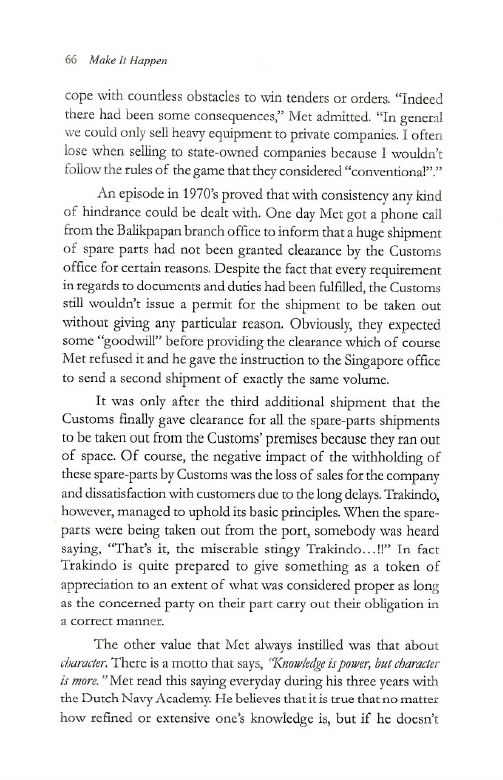 66 Make It Happen
cope with countless obstacles to win tenders or orders. “Indeed
there had been some consequences,” Met admitted. “In general
we could only sell heavy equipment to private companies. I often
lose when selling to state-owned companies because I wouldn’t
follow the rules of the game that they considered “conventional”.”
An episode in 1970’s proved that with consistency any kind
of hindrance could be dealt with. One day Met got a phone call
from the Balikpapan branch office to inform that a huge shipment
of spare parts had not been granted clearance by the Customs
office for certain reasons. Despite the fact that every requirement
in regards to documents and duties had been fulfilled, the Customs
still wouldn’t issue a permit for the shipment to be taken out
without giving any particular reason. Obviously, they expected
some “goodwill” before providing the clearance which of course
Met refused it and he gave the instruction to the Singapore office
to send a second shipment of exactly the same volume.
It was only after the third additional shipment that the
Customs finally gave clearance for all the spare-parts shipments
to be taken out from the Customs’ premises because they ran out
of space. Of course, the negative impact of the withholding of
these spare-parts by Customs was the loss of sales for the company
and dissatisfaction with customers due to the long delays. Trakindo,
however, managed to uphold its basic principles. When the spare-
parts were being taken out from the port, somebody was heard
saying, “That’s it, the miserable stingy Trakindo...!!” In fact
Trakindo is quite prepared to give something as a token of
appreciation to an extent of what was considered proper as long
as the concerned party on their part carry out their obligation in
a correct manner.
The other value that Met always instilled was that about
character. There is a motto that says, “Knowledge is power, but character
is more.” Met read this saying everyday during his three years with
the Dutch Navy Academy. He believes that it is true that no matter
how refined or extensive one’s knowledge is, but if he doesn’t